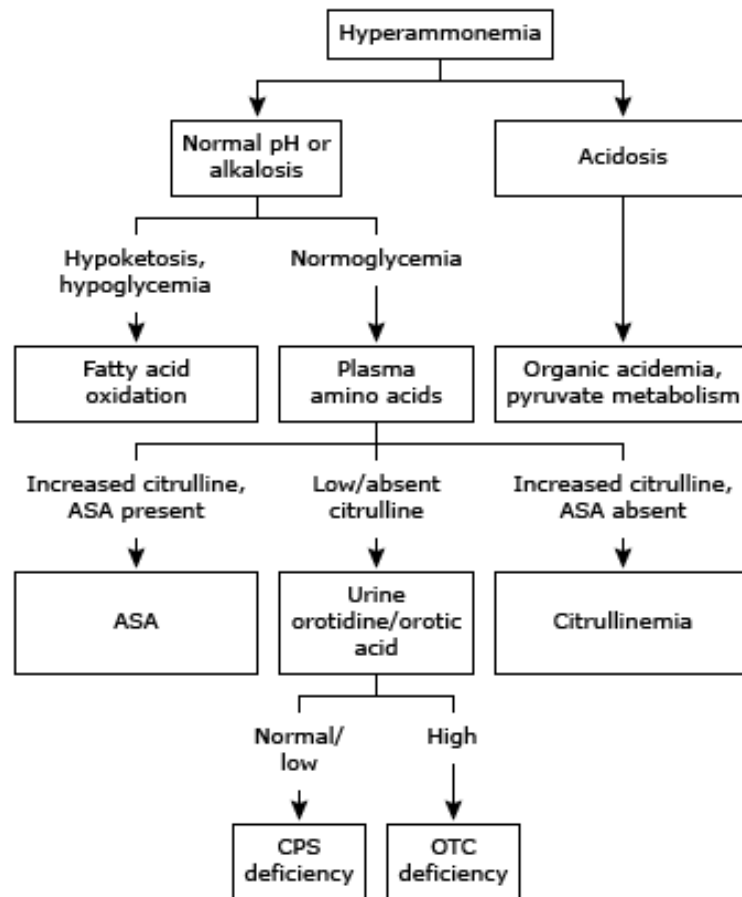 Hyperammonemia
Normal pH or
alkalosis
Acidosis
Hypoketosis,
hypoglycemia
Normoglycemia
Fatty acid
oxidation
Plasma
amino acids
Organic acidemia,
pyruvate metabolism
Increased citrulline,
ASA present
Low/absent
citrulline
Increased citrulline,
ASA absent
ASA
Urine
orotidine/orotic
acid
Citrullinemia
Normal/
low
High
CPS
deficiency
OTC
deficiency